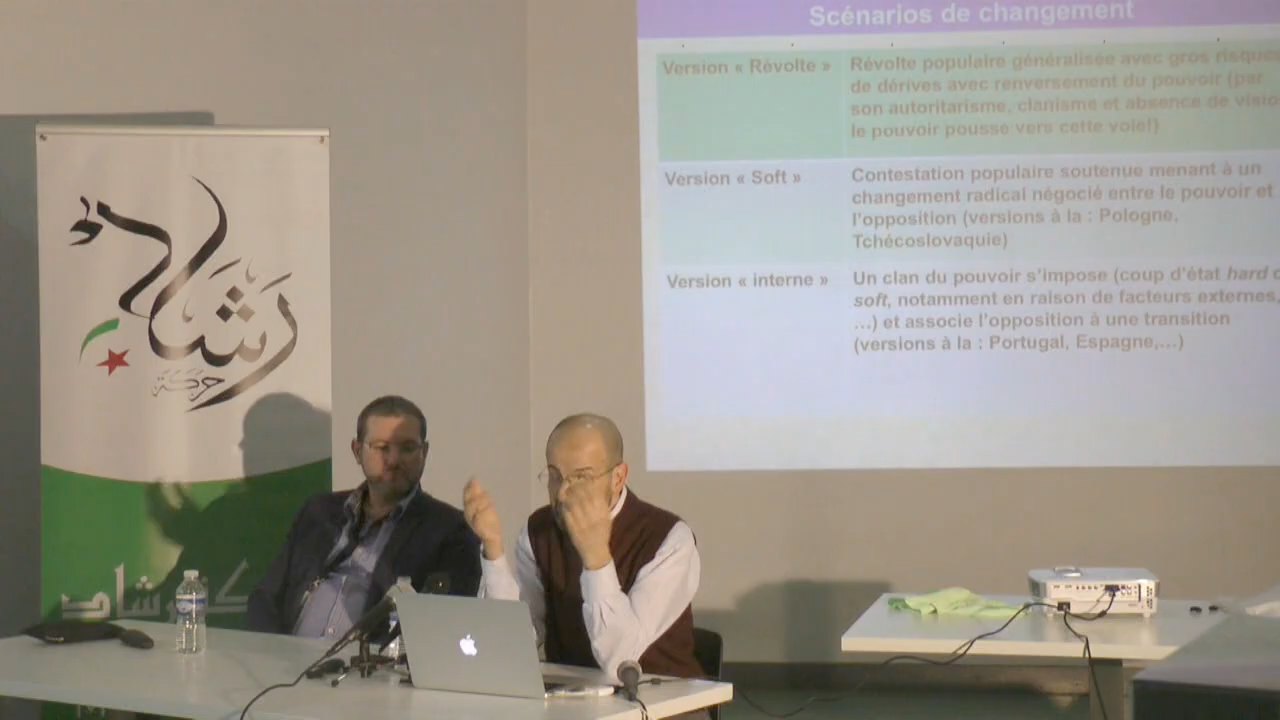 Scénarios de changement
Version « Révolte »
Révolte populaire généralisée avec gros risques
de dérives avec renversement du pouvoir (par
son autoritarisme, clanisme et absence de
le pouvoir pousse vers cette voie!)
Version « Soft »
Contestation populaire soutenue menant à un
changement radical négocié entre le pouvoir et
l'opposition (versions à la : Pologne,
Tchécoslovaquie)
Version « interne »
Un clan du pouvoir s'impose (coup d'état hard
soft, notamment en raison de facteurs externes,
…) et associe l'opposition à une transition
(versions à la : Portugal, Espagne,…)
رشاد
حركة